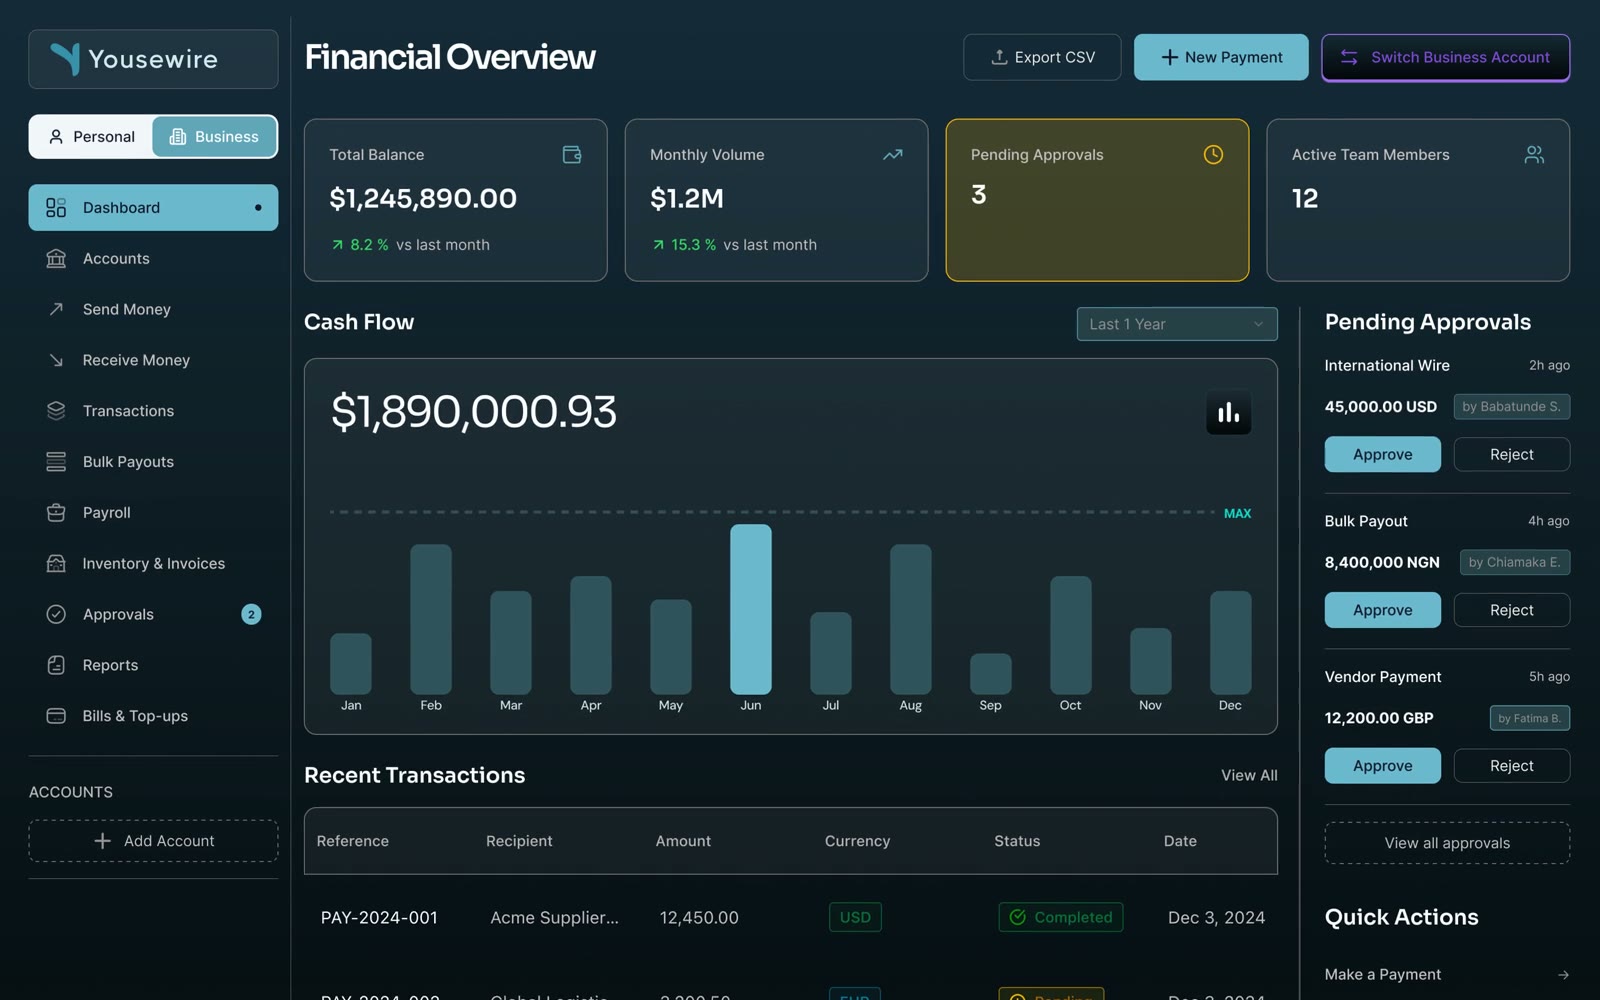 Yousewire
Personal
Business
Dashboard
Accounts
Send Money
Receive Money
Transactions
Bulk Payouts
Payroll
Inventory & Invoices
Approvals
2
Reports
Bills & Top-ups
ACCOUNTS
Add Account
Financial Overview
Export CSV
New Payment
Switch Business Account
Total Balance
$1,245,890.00
8.2 % vs last month
Monthly Volume
$1.2M
15.3 % vs last month
Pending Approvals
3
Active Team Members
12
Cash Flow
Last 1 Year
$1,890,000.93
MAX
Jan Feb Mar Apr May Jun Jul Aug Sep Oct Nov Dec
Recent Transactions
View All
Reference Recipient Amount Currency Status Date
PAY-2024-001 Acme Supplier... 12,450.00 USD Completed Dec 3, 2024
Pending Approvals
International Wire 2h ago
45,000.00 USD by Babatunde S.
Approve Reject
Bulk Payout 4h ago
8,400,000 NGN by Chiamaka E.
Approve Reject
Vendor Payment 5h ago
12,200.00 GBP by Fatima B.
Approve Reject
View all approvals
Quick Actions
Make a Payment